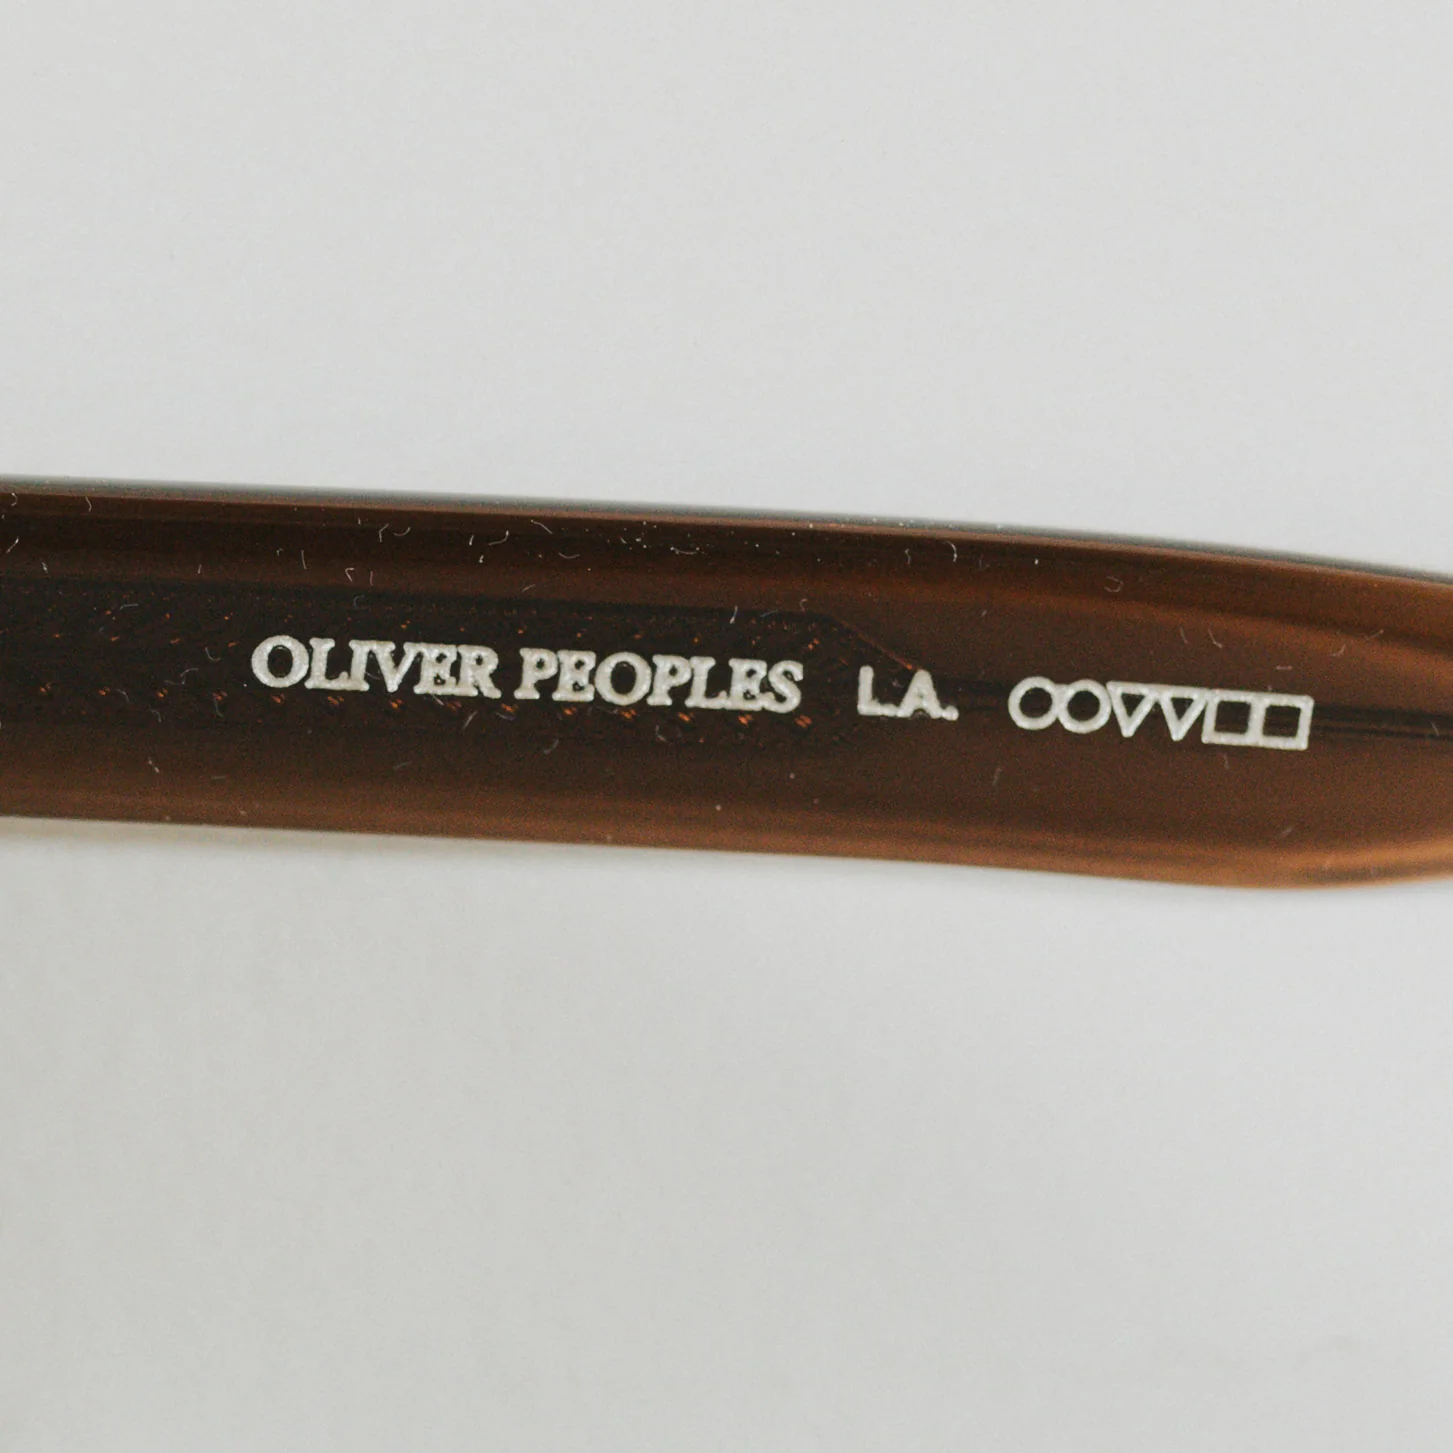 OLIVER PEOPLES L.A. ○○▽▽□□